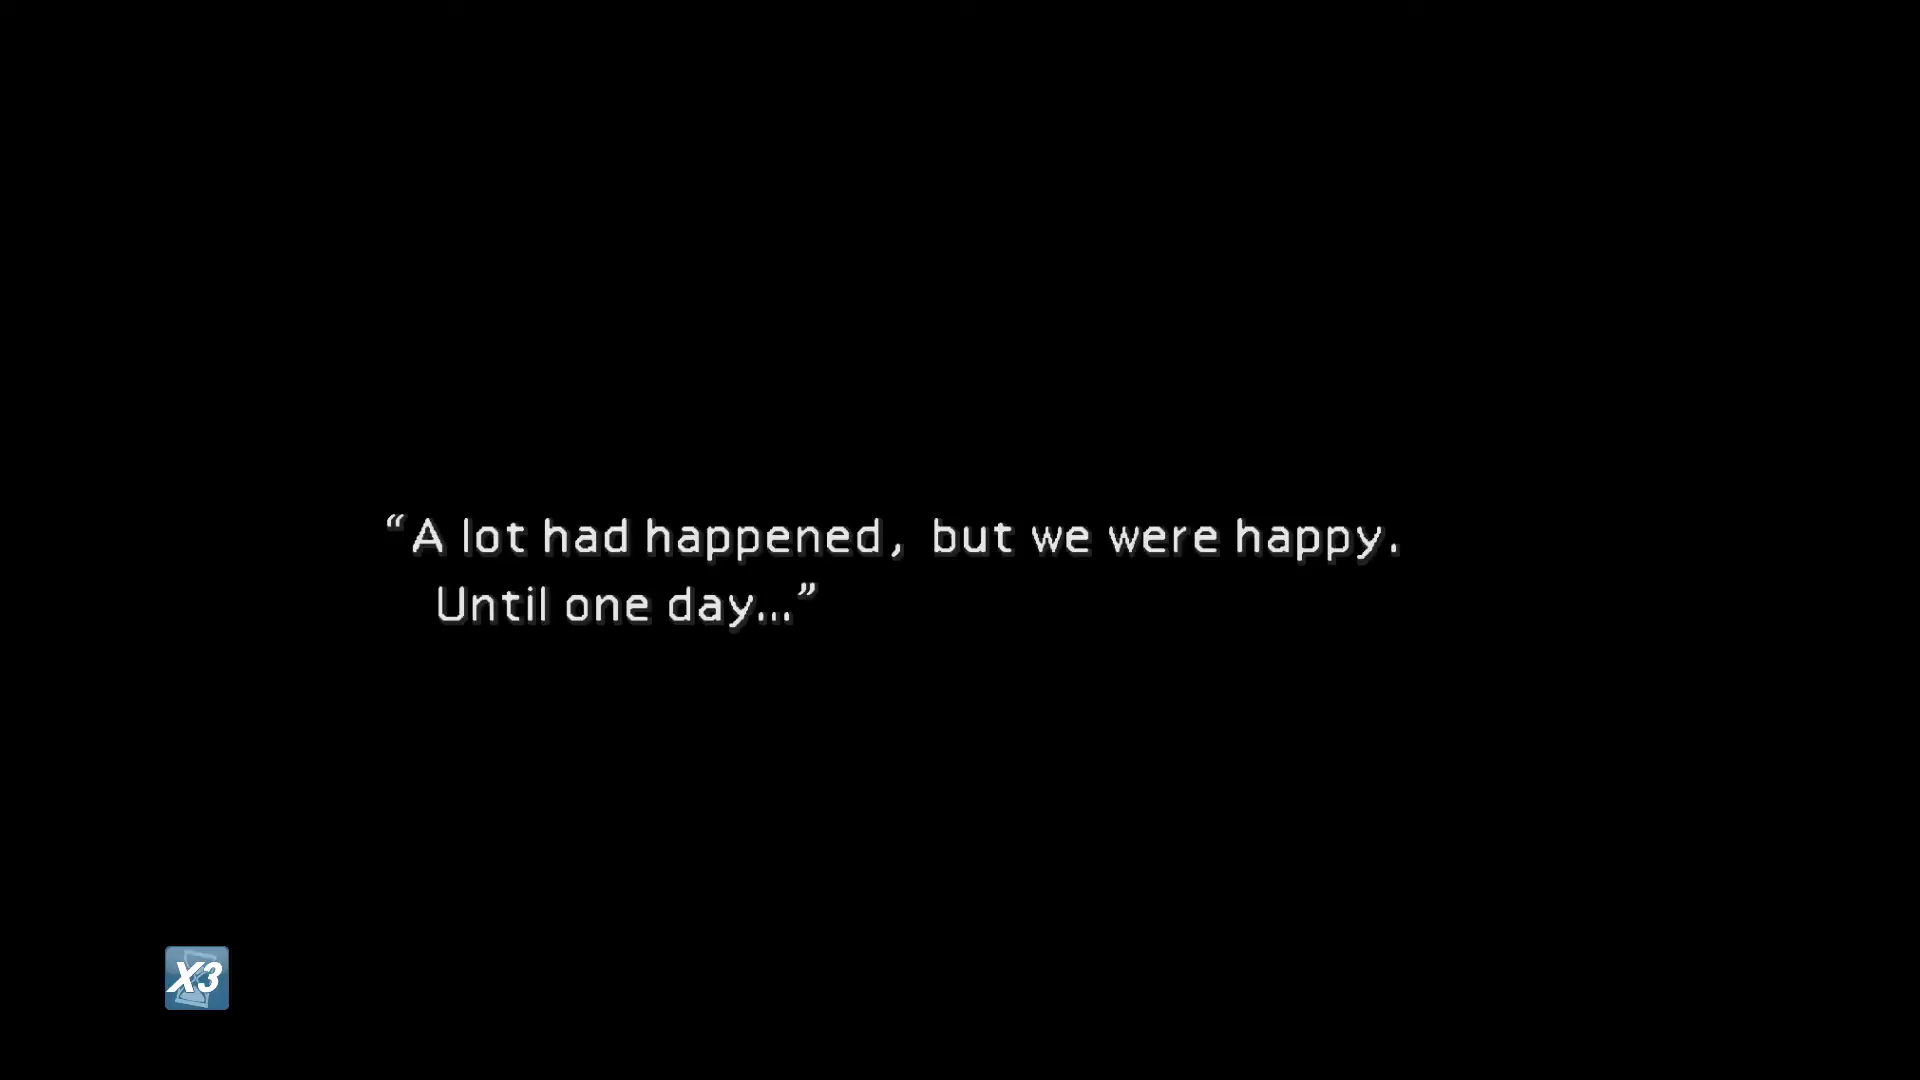 “A lot had happened, but we were happy.
Until one day...”
X3